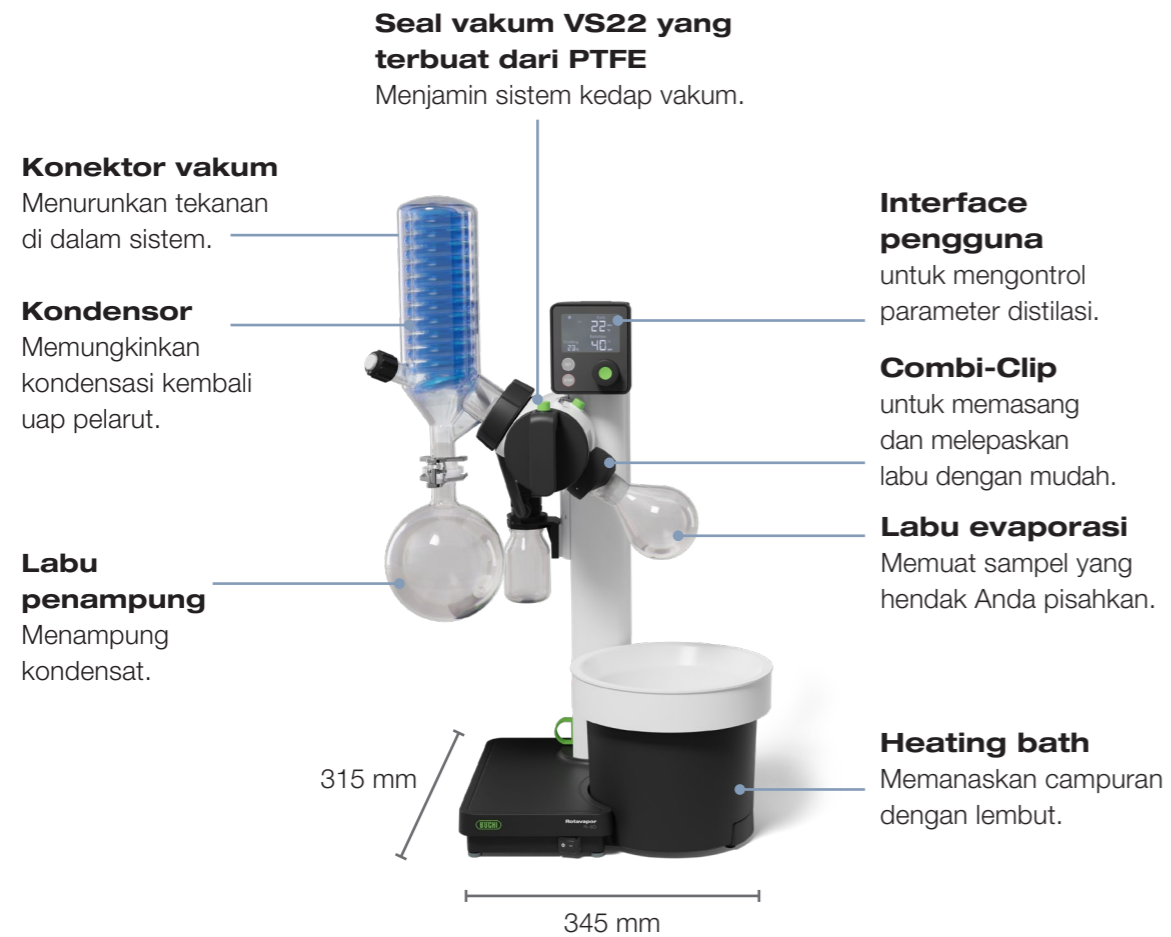 Seal vakum VS22 yang
terbuat dari PTFE
Menjamin sistem kedap vakum.
Konektor vakum
Menurunkan tekanan
di dalam sistem.
Kondensor
Memungkinkan
kondensasi kembali
uap pelarut.
Labu
penampung
Menampung
kondensat.
Interface
pengguna
untuk mengontrol
parameter distilasi.
Combi-Clip
untuk memasang
dan melepaskan
labu dengan mudah.
Labu evaporasi
Memuat sampel yang
hendak Anda pisahkan.
Heating bath
Memanaskan campuran
dengan lembut.
22
40
315 mm
BUCHI
Rotavapor
345 mm